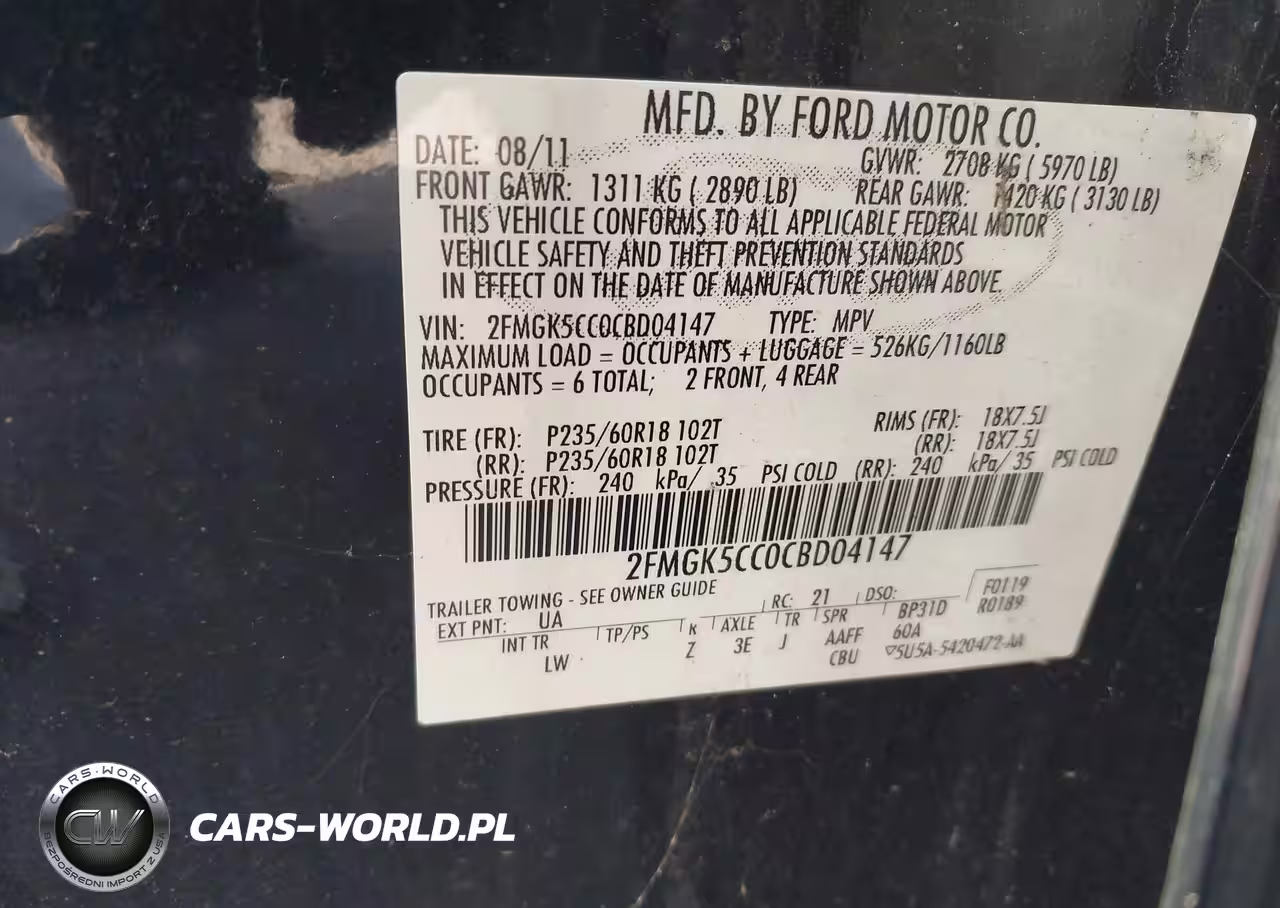 MFD. BY FORD MOTOR CO.
DATE: 08/11 GVWR: 2708 KG ( 5970 LB)
FRONT GAWR: 1311 KG ( 2890 LB) REAR GAWR: 1420 KG ( 3130 LB)
THIS VEHICLE CONFORMS TO ALL APPLICABLE FEDERAL MOTOR
VEHICLE SAFETY AND THEFT PREVENTION STANDARDS
IN EFFECT ON THE DATE OF MANUFACTURE SHOWN ABOVE.
VIN: 2FMGK5CC0CBD04147 TYPE: MPV
MAXIMUM LOAD = OCCUPANTS + LUGGAGE = 526KG/1160LB
OCCUPANTS = 6 TOTAL; 2 FRONT, 4 REAR
TIRE (FR): P235/60R18 102T RIMS (FR): 18X7.5J
(RR): P235/60R18 102T (RR): 18X7.5J
PRESSURE (FR): 240 kPa/ 35 PSI COLD (RR): 240 kPa/ 35 PSI COLD
2FMGK5CC0CBD04147
TRAILER TOWING - SEE OWNER GUIDE
EXT PNT: UA RC: 21 DSO: F0119
R0189
INT TR TP/PS K AXLE TR SPR BP31D
LW Z 3E J AAFF 60A
CBU ▽5U5A-5420472-AA
CARS-WORLD
CW
BEZPOŚREDNI IMPORT Z USA
CARS-WORLD.PL